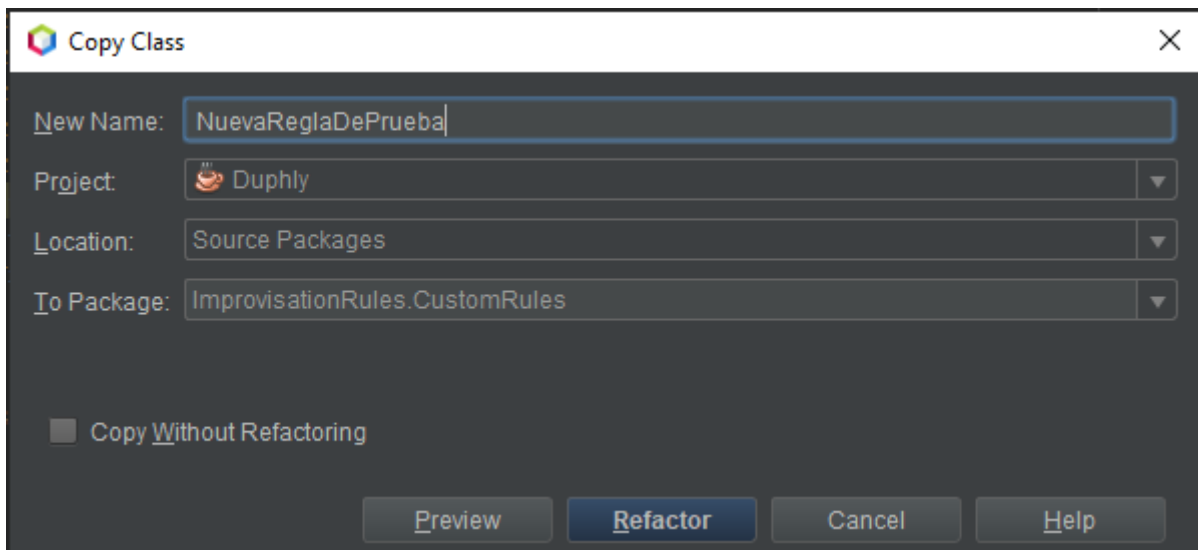 Copy Class
New Name: NuevaReglaDePrueba
Project: Duphly
Location: Source Packages
To Package: ImprovisationRules.CustomRules
Copy Without Refactoring
Preview Refactor Cancel Help